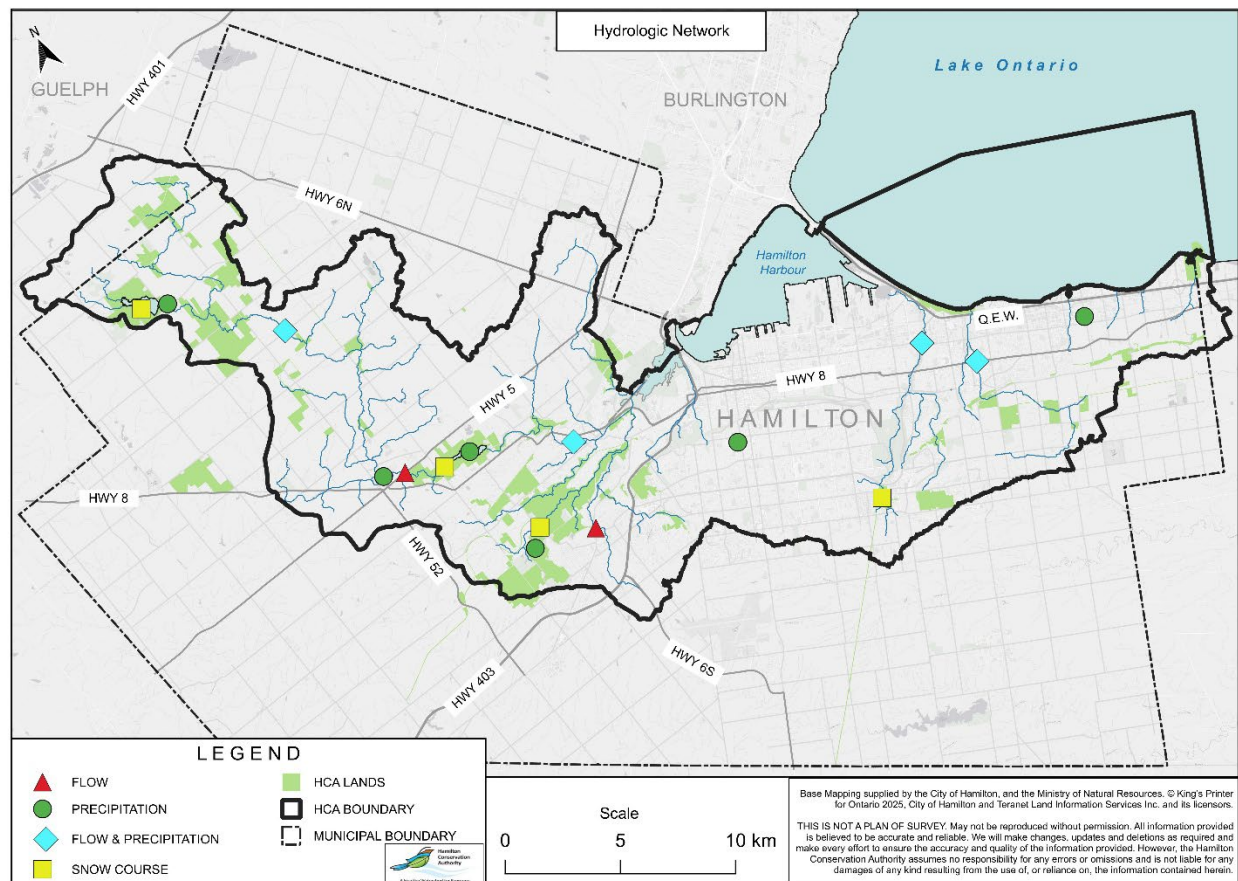 Hydrologic Network
N
GUELPH
HWY 401
BURLINGTON
Lake Ontario
HWY 6N
Hamilton
Harbour
Q.E.W.
HWY 5
HWY 8
HAMILTON
HWY 8
HWY 52
HWY 403
HWY 6S
LEGEND
FLOW
PRECIPITATION
FLOW & PRECIPITATION
SNOW COURSE
HCA LANDS
HCA BOUNDARY
MUNICIPAL BOUNDARY
Hamilton
Conservation
Authority
Scale
0 5 10 km
Base Mapping supplied by the City of Hamilton, and the Ministry of Natural Resources. © King's Printer
for Ontario 2025, City of Hamilton and Teranet Land Information Services Inc. and its licensors.
THIS IS NOT A PLAN OF SURVEY. May not be reproduced without permission. All information provided
is believed to be accurate and reliable. We will make changes, updates and deletions as required and
make every effort to ensure the accuracy and quality of the information provided. However, the Hamilton
Conservation Authority assumes no responsibility for any errors or omissions and is not liable for any
damages of any kind resulting from the use of, or reliance on, the information contained herein.